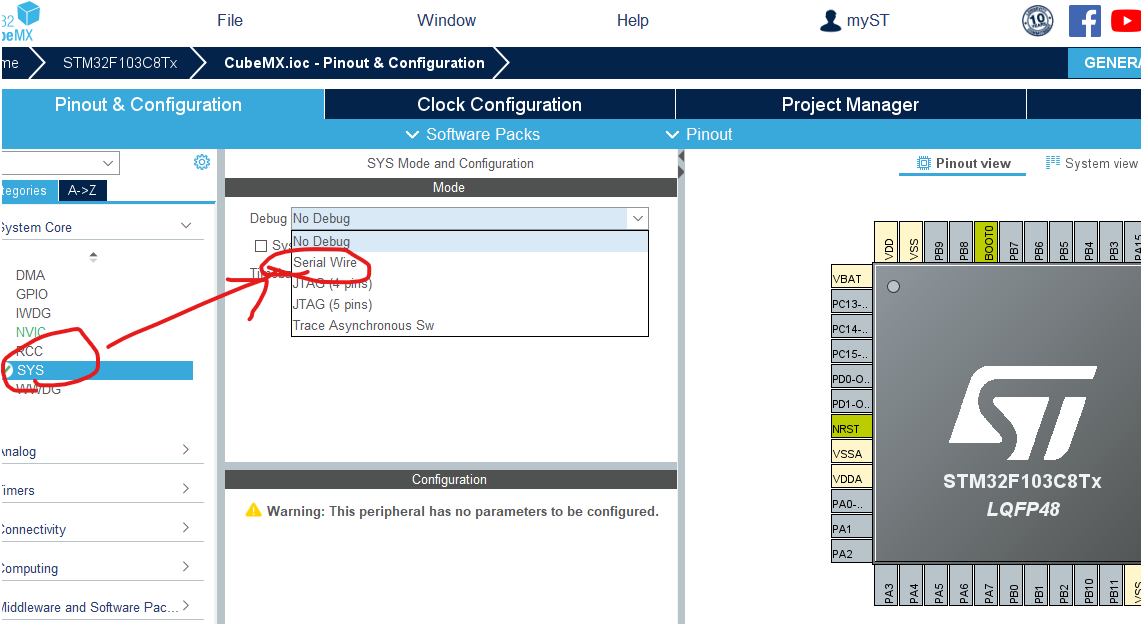 File
Window
Help
myST
10
32
beMX
me
STM32F103C8Tx
CubeMX.ioc - Pinout & Configuration
GENERA
Pinout & Configuration
Clock Configuration
Project Manager
Software Packs
Pinout
SYS Mode and Configuration
Pinout view
System view
tegories
A->Z
Mode
System Core
Debug No Debug
No Debug
Sys
Serial Wire
Timeba
JTAG (4 pins)
JTAG (5 pins)
Trace Asynchronous Sw
DMA
GPIO
IWDG
NVIC
RCC
SYS
WWDG
Analog
Timers
Connectivity
Computing
Middleware and Software Pac...
Configuration
Warning: This peripheral has no parameters to be configured.
VDD
VSS
PB9
PB8
BOOT0
PB7
PB6
PB5
PB4
PB3
PA15
VBAT
PC13-..
PC14-..
PC15-..
PD0-O..
PD1-O..
NRST
VSSA
VDDA
PA0-..
PA1
PA2
ST
STM32F103C8Tx
LQFP48
PA3
PA4
PA5
PA6
PA7
PB0
PB1
PB2
PB10
PB11
VSS